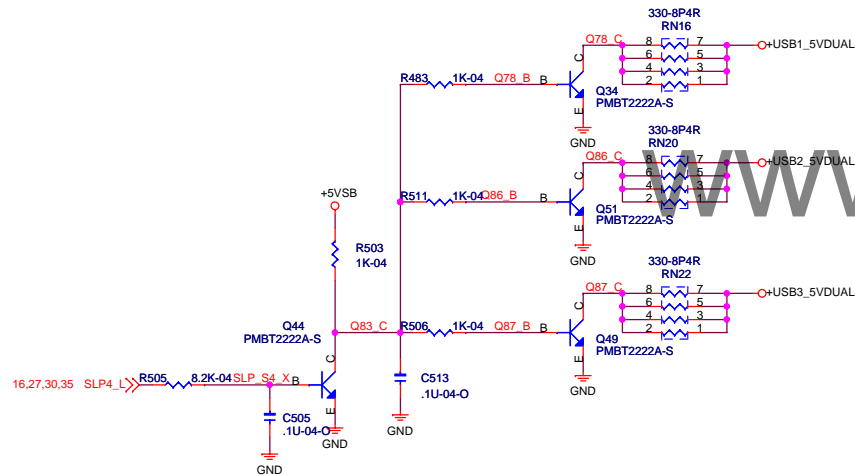 330-8P4R
RN16
Q78_C 8 7 +USB1_5VDUAL
6 5
4 3
2 1
R483 1K-04 Q78_B B C E
Q34
PMBT2222A-S
GND
330-8P4R
RN20
Q86_C 8 7 +USB2_5VDUAL
6 5
4 3
2 1
WWW
+5VSB
R511 1K-04 Q86_B B C E
Q51
PMBT2222A-S
GND
R503
1K-04
330-8P4R
RN22
Q87_C 8 7 +USB3_5VDUAL
6 5
4 3
2 1
Q44
PMBT2222A-S
Q83_C R506 1K-04 Q87_B B C E
Q49
PMBT2222A-S
GND
16,27,30,35 SLP4_L R505 8.2K-04 SLP_S4_X B C E
C513
.1U-04-O
C505
.1U-04-O
GND
GND
GND